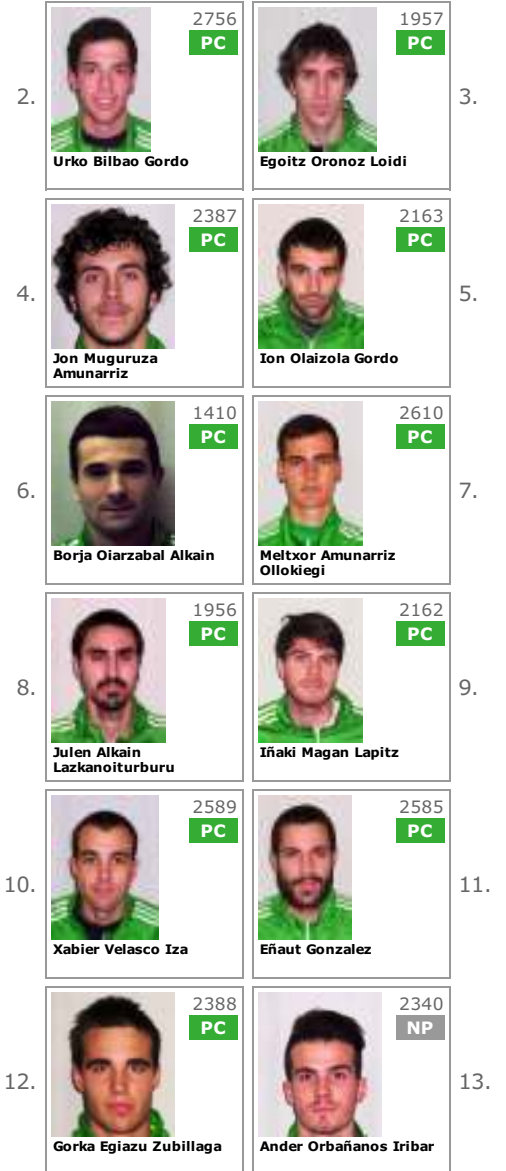 2756
PC
2.
Urko Bilbao Gordo
1957
PC
3.
Egoitz Oronoz Loidi
2387
PC
4.
Jon Muguruza
Amunarriz
2163
PC
5.
Ion Olaizola Gordo
1410
PC
6.
Borja Oiarzabal Alkain
2610
PC
7.
Meltxor Amunarriz
Ollokiegi
1956
PC
8.
Julen Alkain
Lazkanoiturburu
2162
PC
9.
Iñaki Magan Lapitz
2589
PC
10.
Xabier Velasco Iza
2585
PC
11.
Eñaut Gonzalez
2388
PC
12.
Gorka Egiazu Zubillaga
2340
NP
13.
Ander Orbañanos Iribar